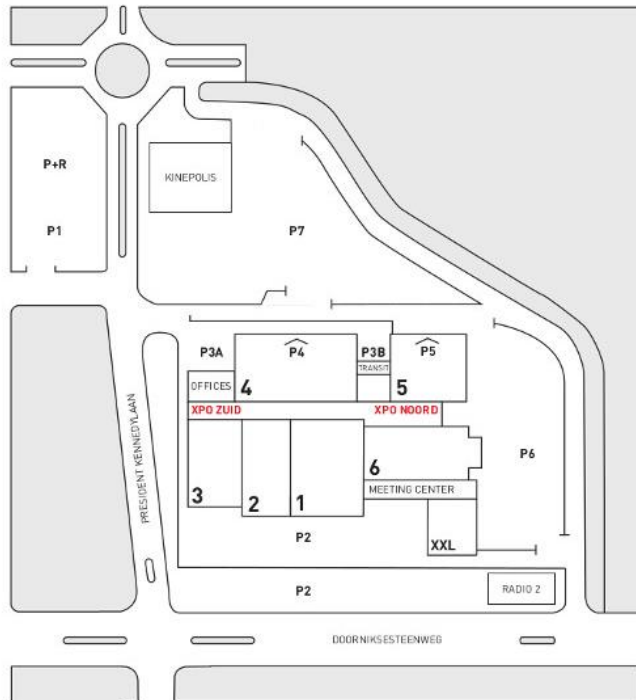 P+R
KINEPOLIS
P1
P7
P3A
P4
P3B
P5
TRANSIT
OFFICES
4
5
XPO ZUID
XPO NOORD
PRESIDENT KENNEDYLAAN
6
P6
3
2
1
MEETING CENTER
P2
XXL
P2
RADIO 2
DOORNIKSESTEENWEG